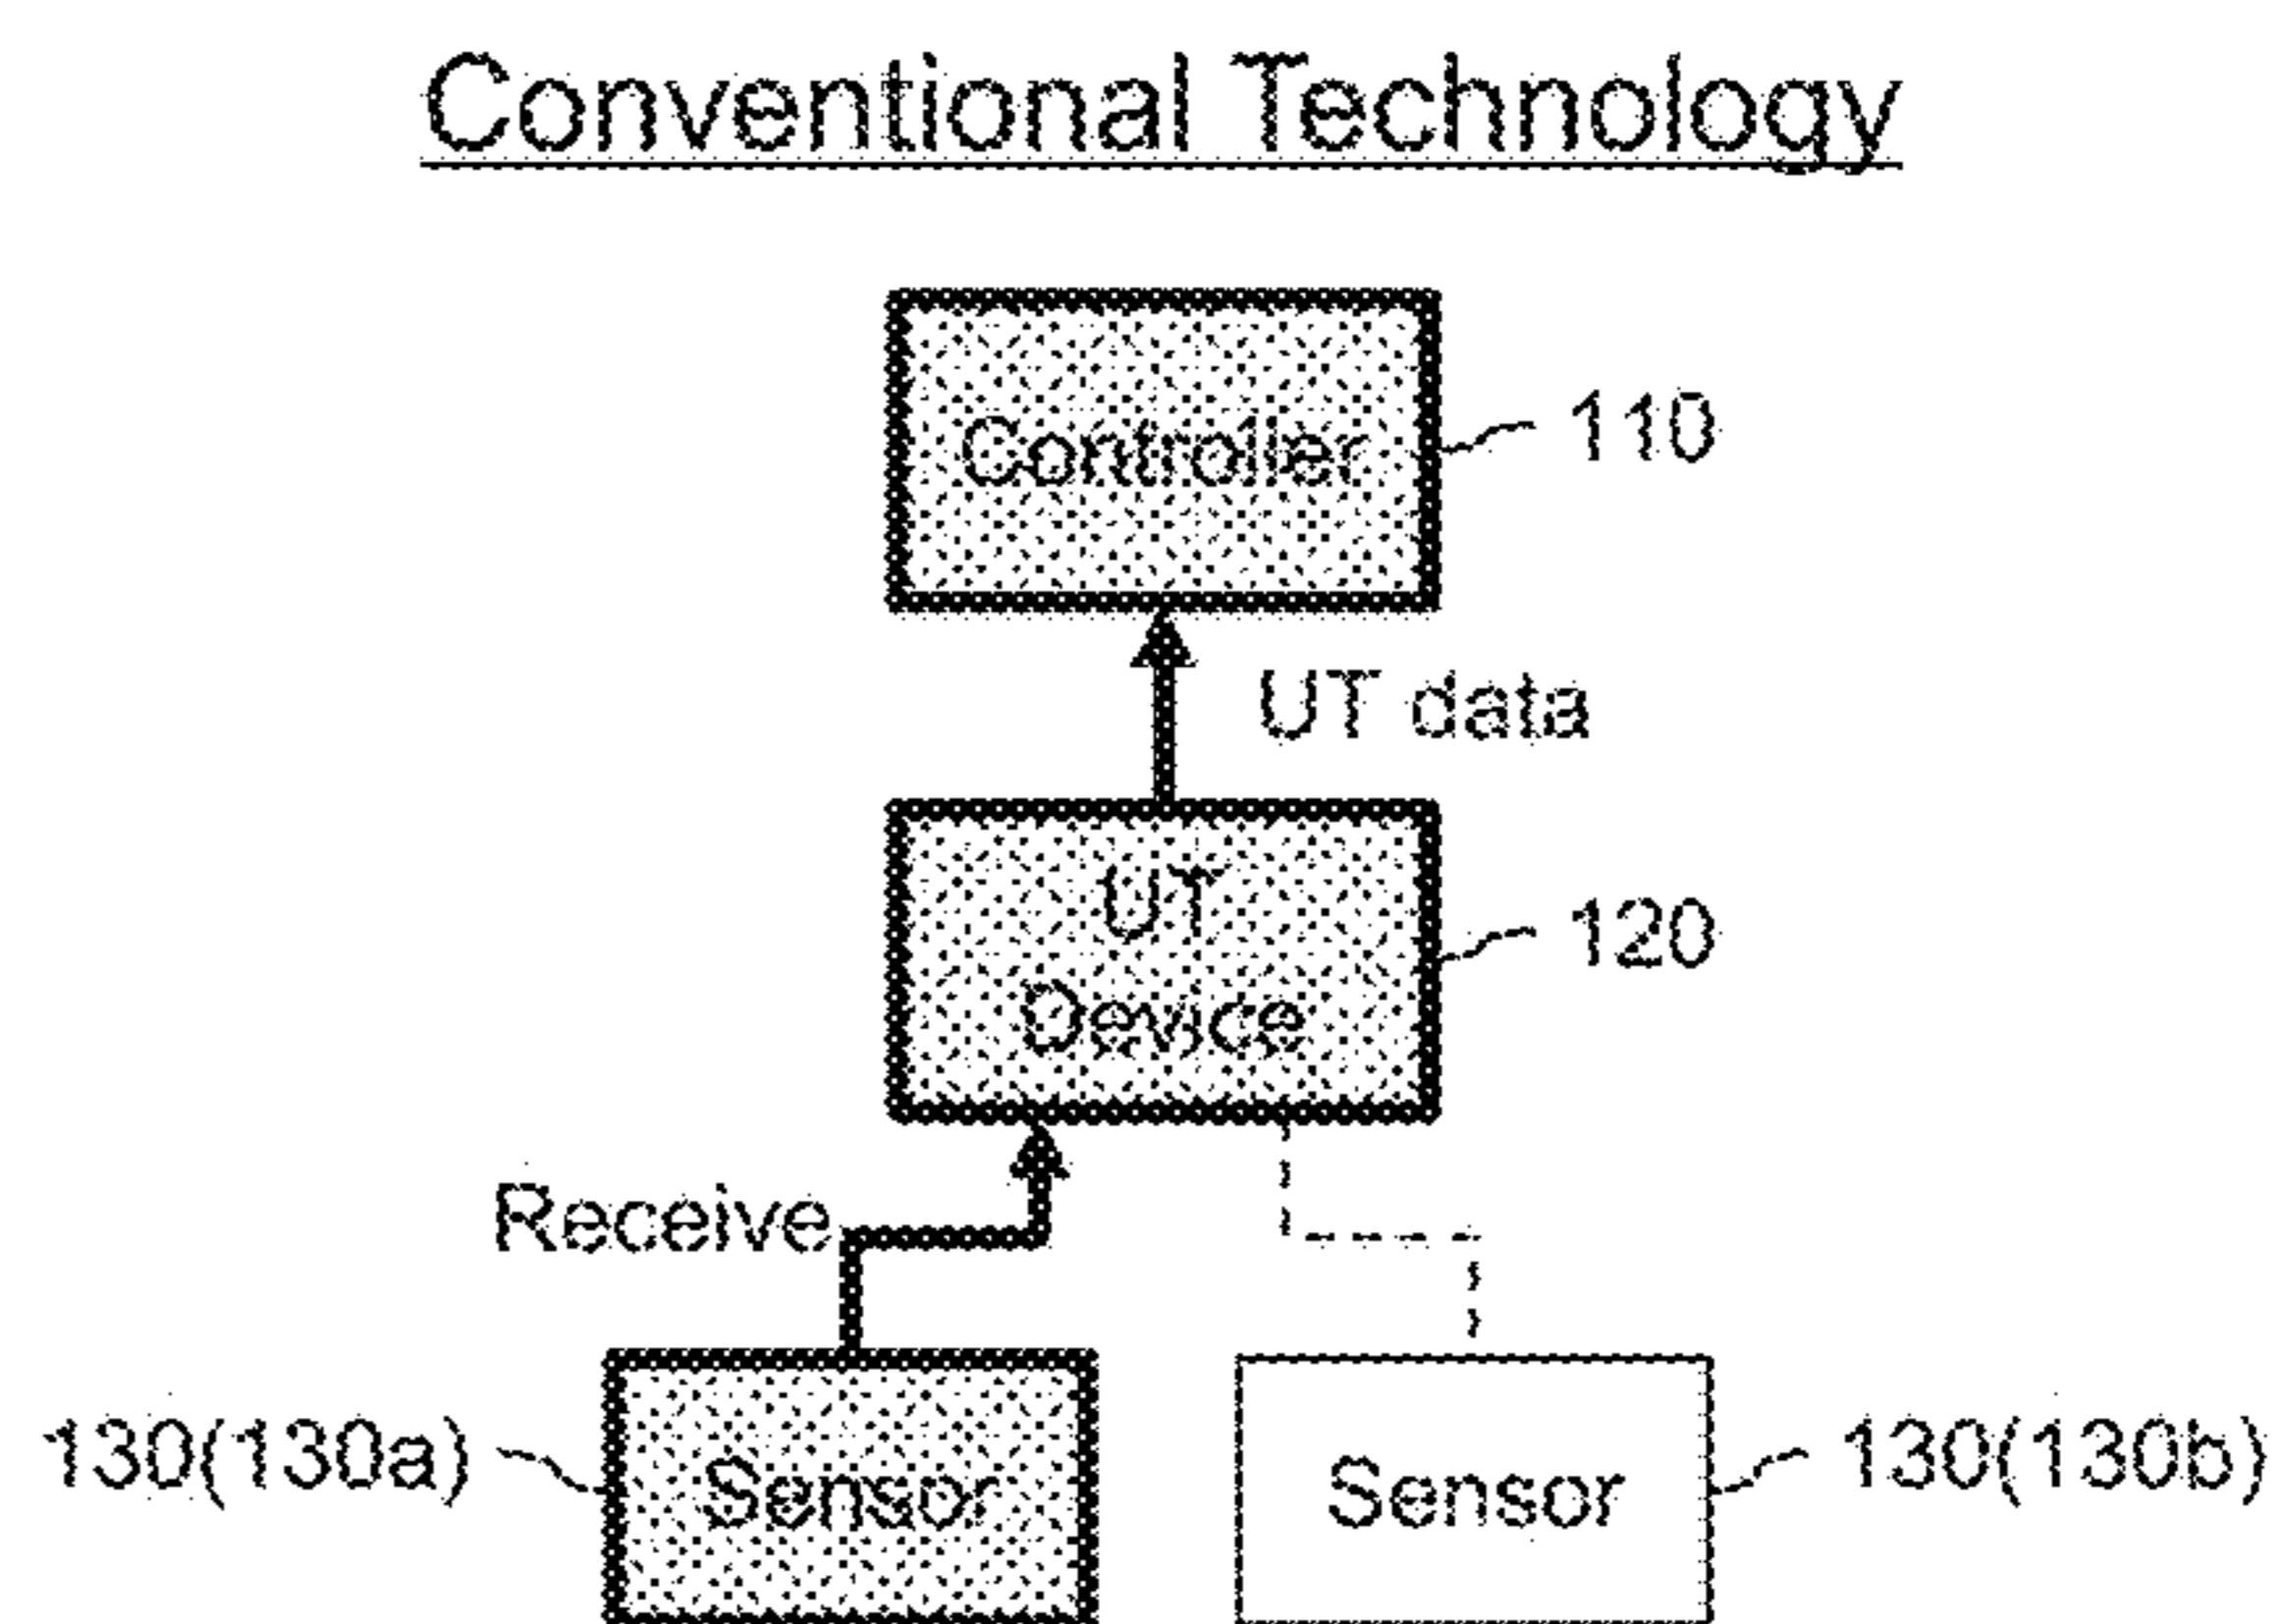 Conventional Technology
Controller
110
UT data
UT
Device
120
Receive
130(130a)
Sensor
Sensor
130(130b)